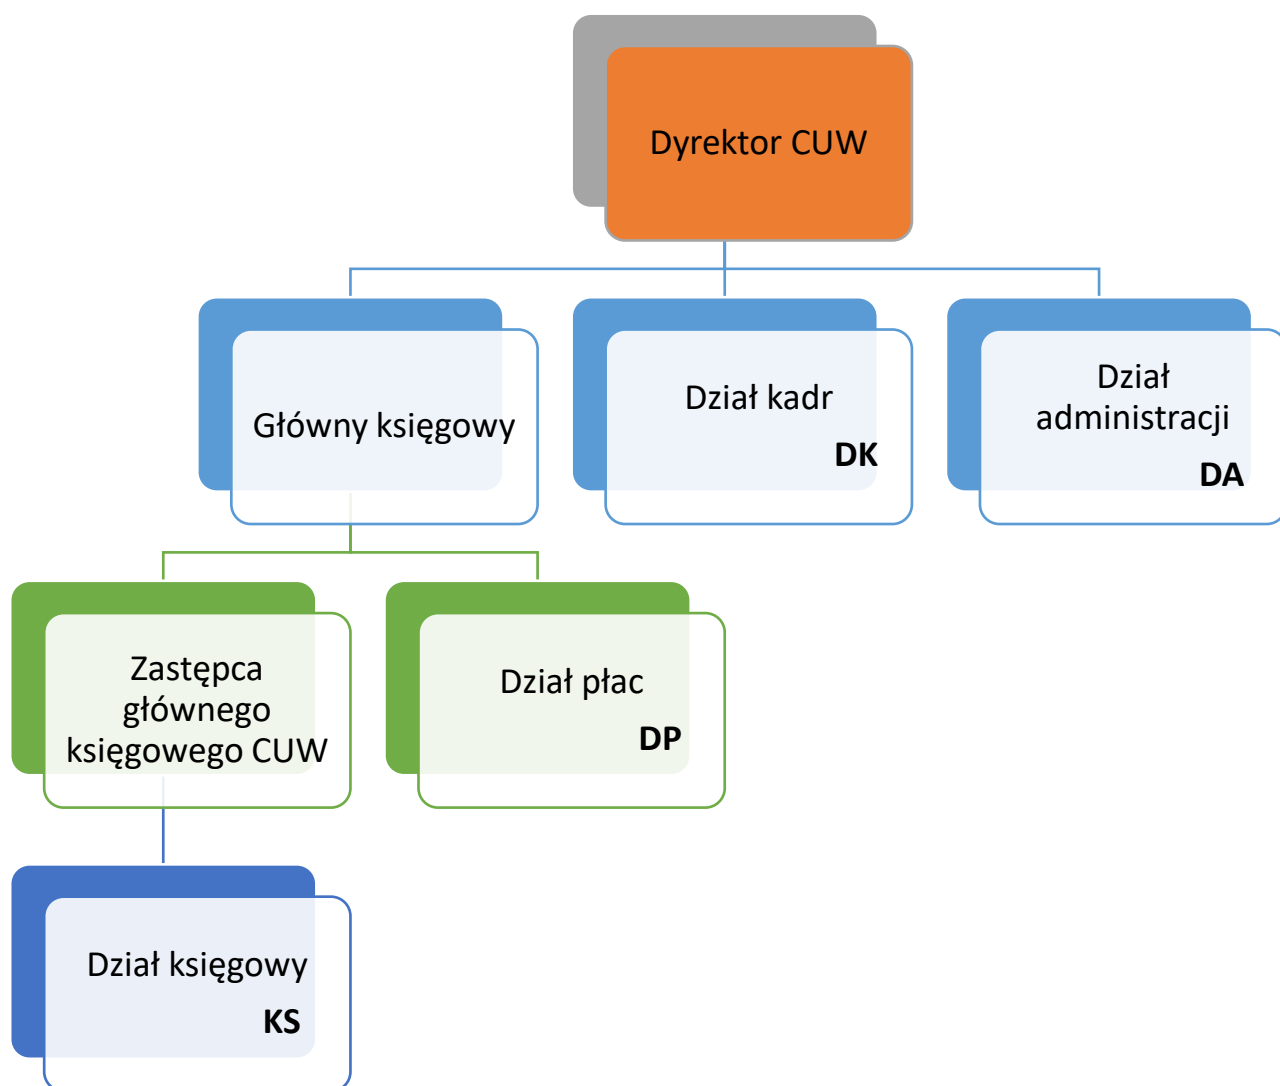 Dyrektor CUW
Główny księgowy
Dział kadr
DK
Dział
administracji
DA
Zastępca
głównego
księgowego CUW
Dział płac
DP
Dział księgowy
KS